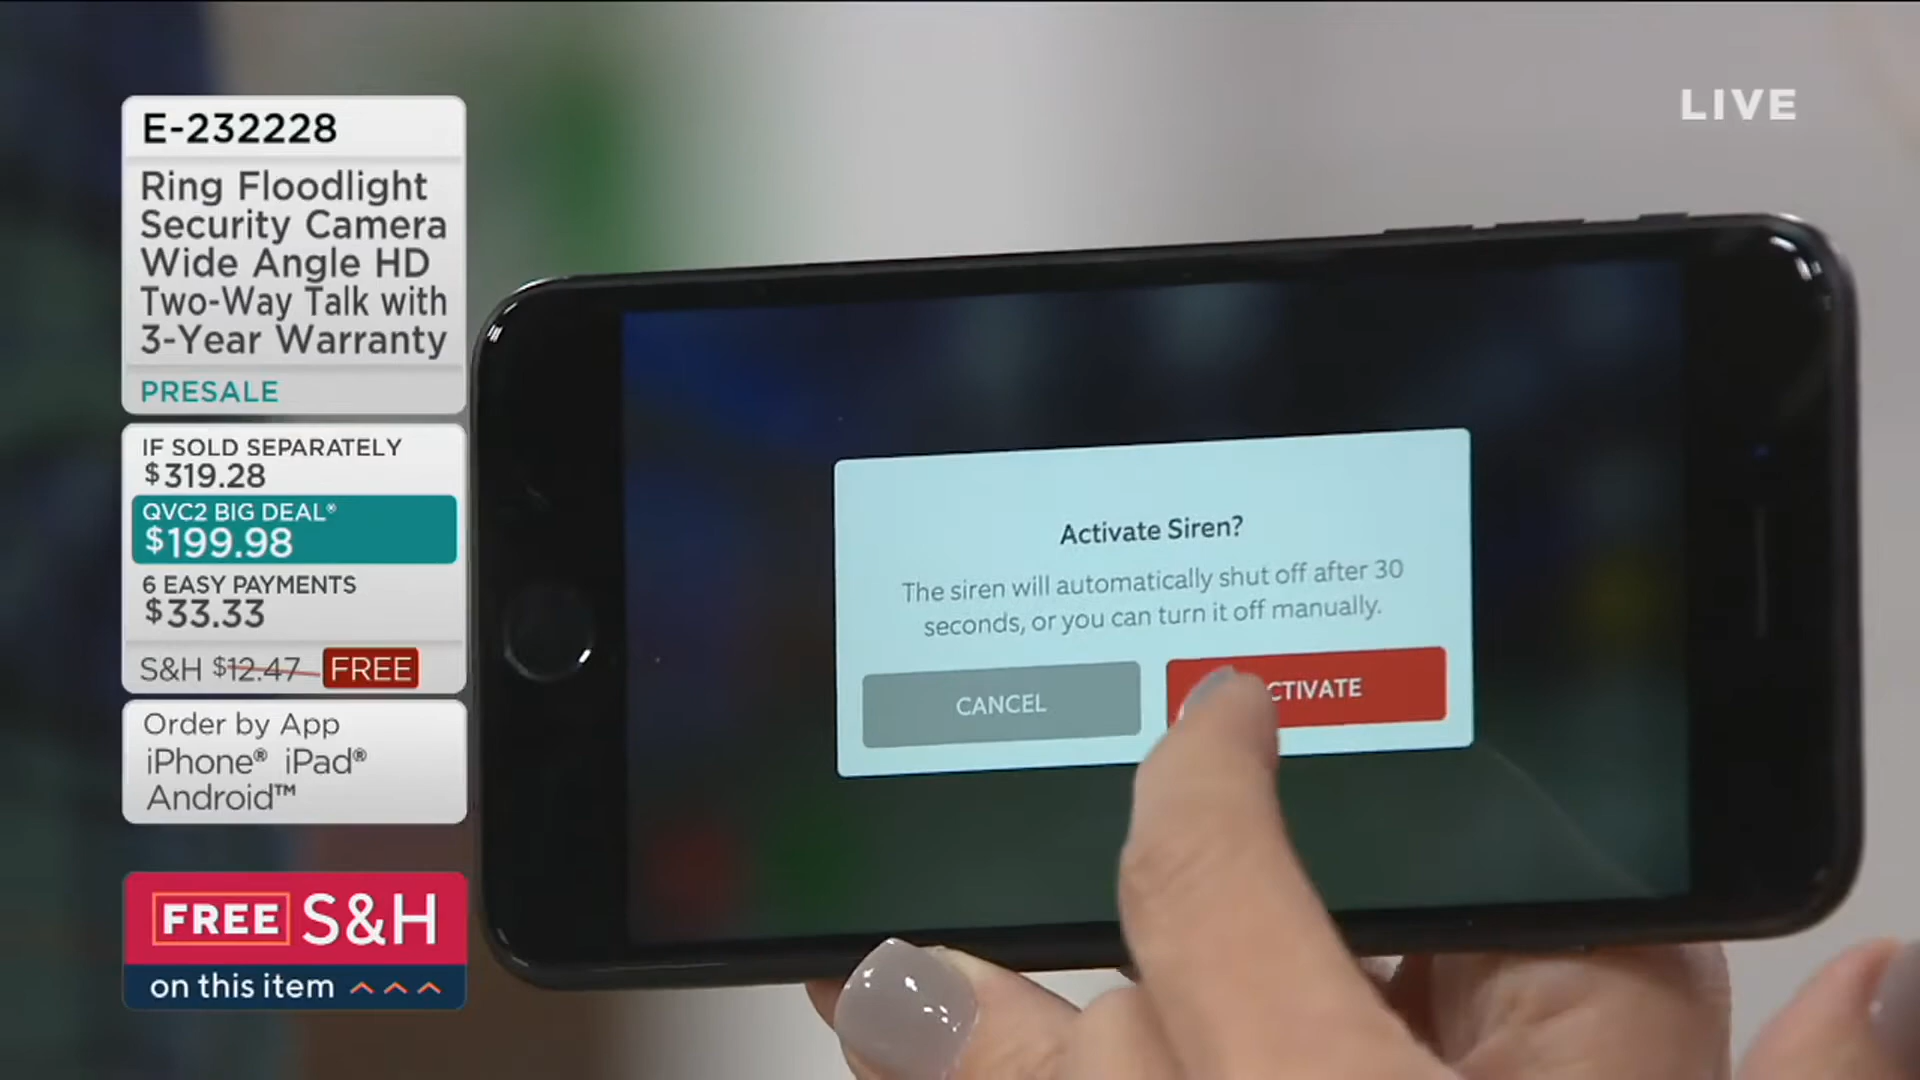 E-232228
Ring Floodlight
Security Camera
Wide Angle HD
Two-Way Talk with
3-Year Warranty
PRESALE
IF SOLD SEPARATELY
$319.28
QVC2 BIG DEAL®
$199.98
6 EASY PAYMENTS
$33.33
S&H $12.47 FREE
Order by App
iPhone® iPad®
Android™
FREE S&H
on this item
LIVE
Activate Siren?
The siren will automatically shut off after 30
seconds, or you can turn it off manually.
CANCEL
CTIVATE